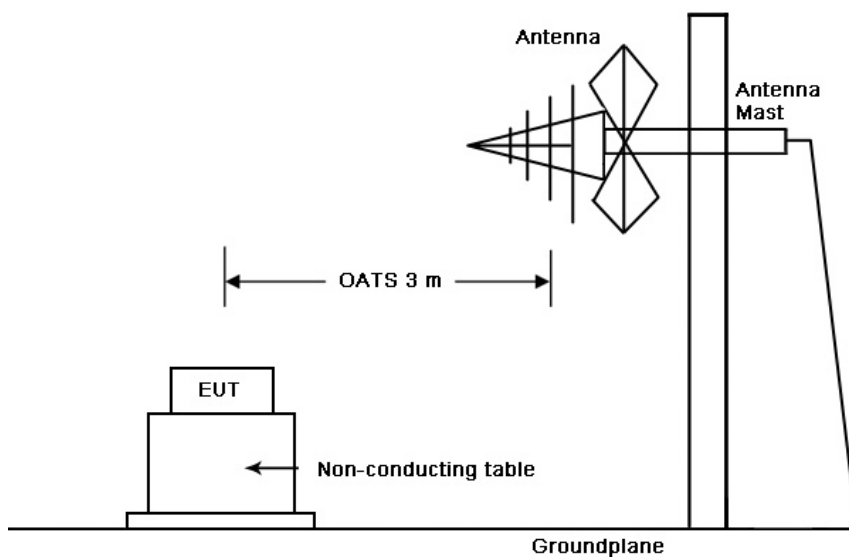 Antenna
Antenna
Mast
OATS 3 m
EUT
Non-conducting table
Groundplane